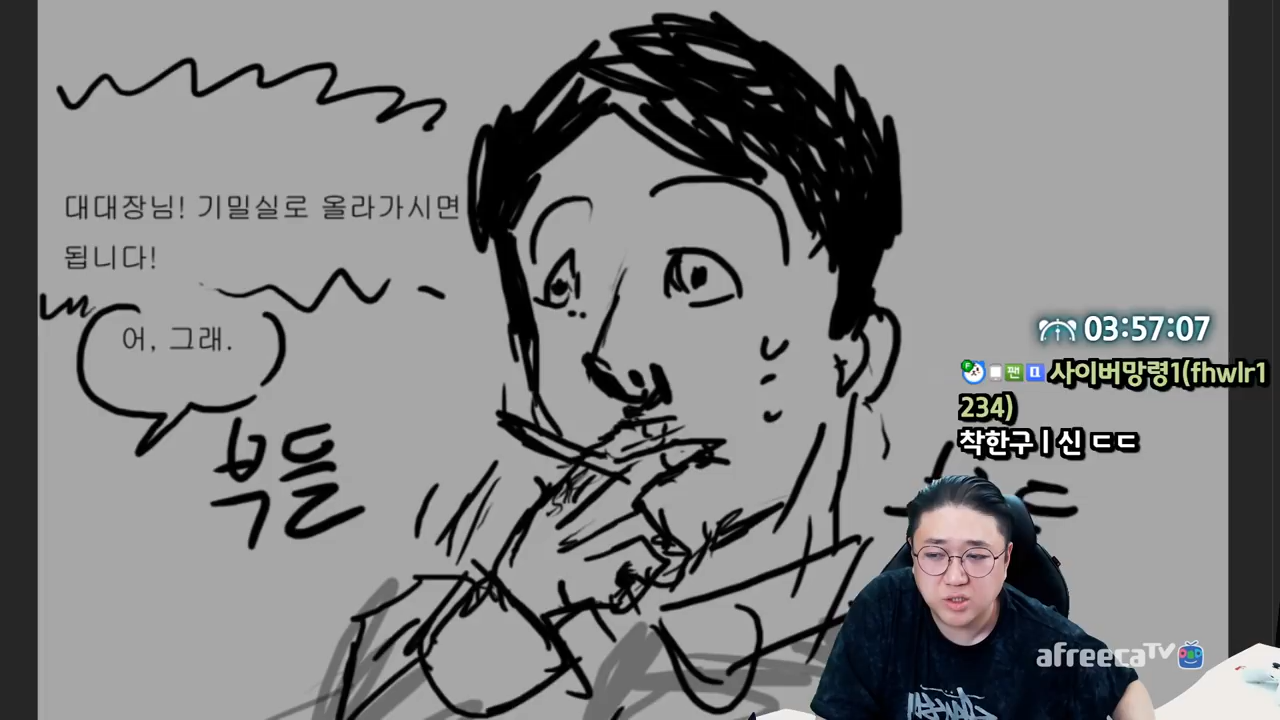 대대장님! 기밀실로 올라가시면
됩니다!
어, 그래.
부들
03:57:07
사이버망령1(fhwlr1
234)
착한구ㅣ신 ㄷㄷ
afreecaTV